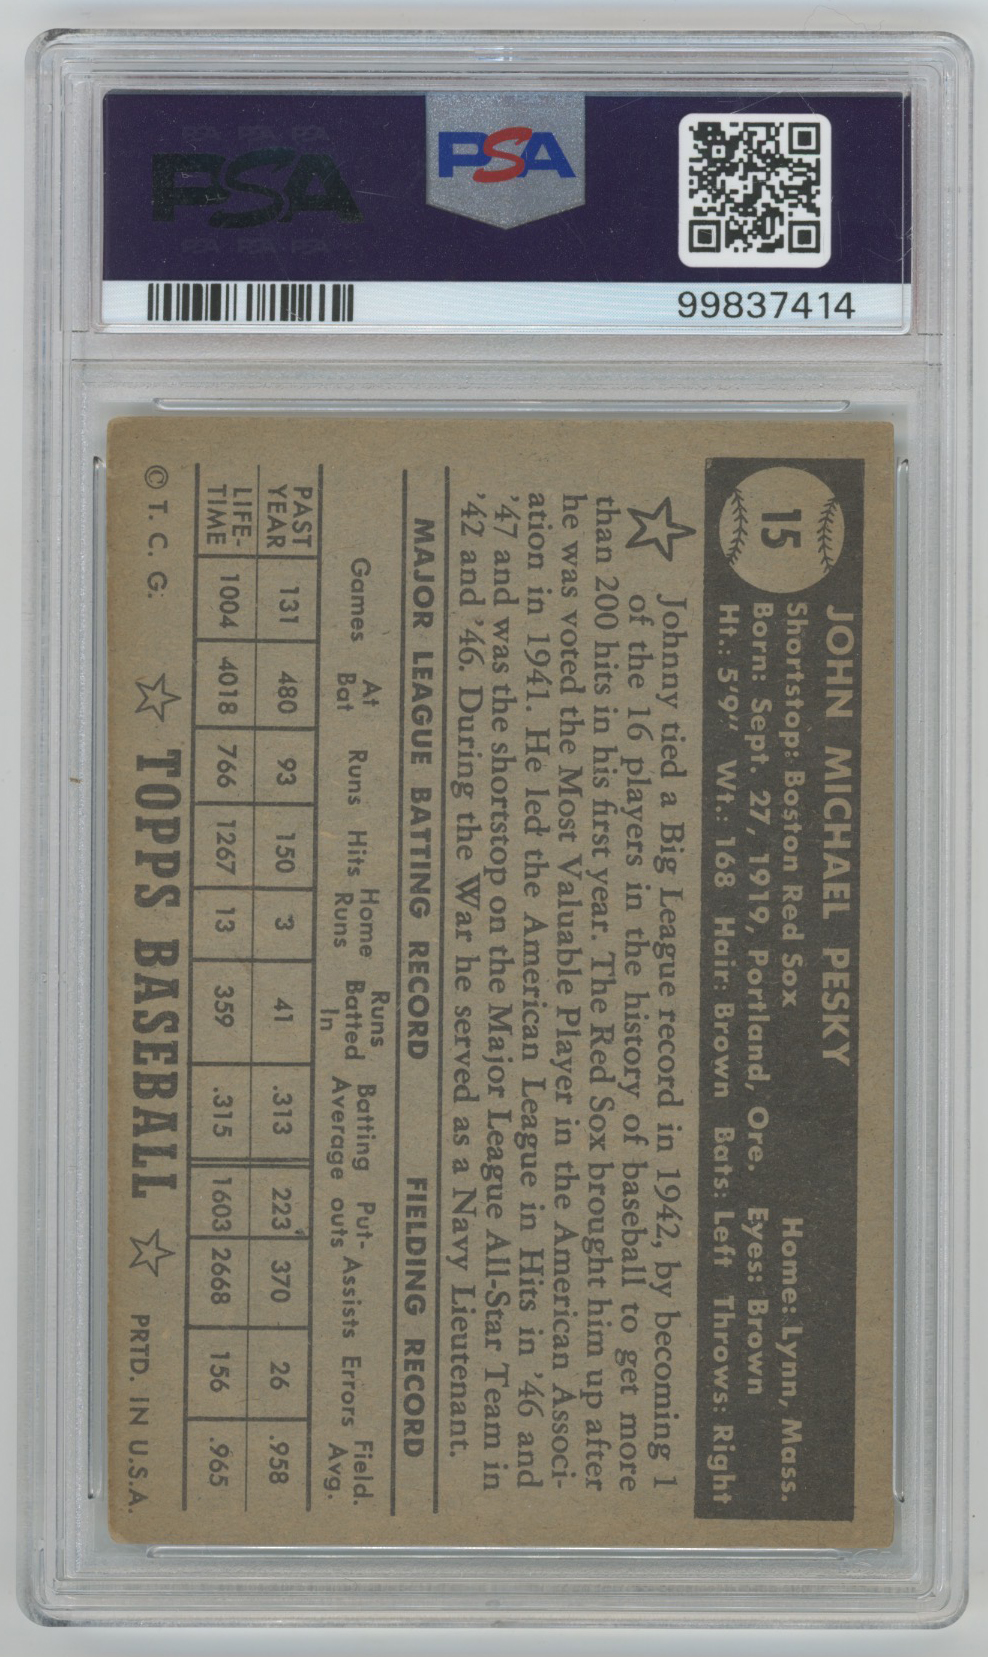 PSA PSA PSA
PSA
PSA PSA PSA
PSA
99837414
15
JOHN MICHAEL PESKY
Shortstop: Boston Red Sox Home: Lynn, Mass.
Born: Sept. 27, 1919, Portland, Ore. Eyes: Brown
Ht.: 5'9" Wt.: 168 Hair: Brown Bats: Left Throws: Right
Johnny tied a Big League record in 1942, by becoming 1
of the 16 players in the history of baseball to get more
than 200 hits in his first year. The Red Sox brought him up after
he was voted the Most Valuable Player in the American Associ-
ation in 1941. He led the American League in Hits in '46 and
'47 and was the shortstop on the Major League All-Star Team in
'42 and '46. During the War he served as a Navy Lieutenant.
MAJOR LEAGUE BATTING RECORD FIELDING RECORD
Games At Bat Runs Hits Home Runs Runs Batted In Batting Average Put-outs Assists Errors Field. Avg.
PAST YEAR 131 480 93 150 3 41 .313 223 370 26 .958
LIFE-TIME 1004 4018 766 1267 13 359 .315 1603 2668 156 .965
© T. C. G. TOPPS BASEBALL PRTD. IN U.S.A.